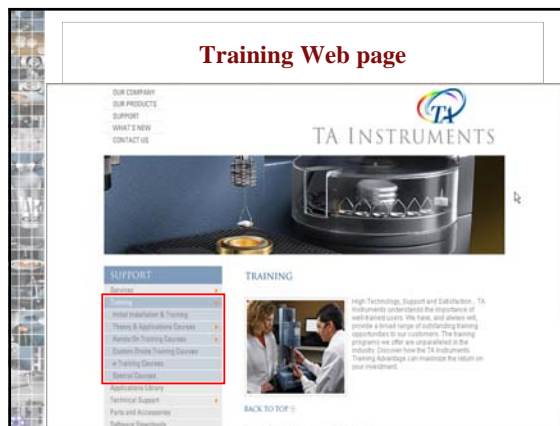 Training Web page
OUR COMPANY
OUR PRODUCTS
SUPPORT
WHAT'S NEW
CONTACT US
TA
TA INSTRUMENTS
SUPPORT
Services
Training
Initial Installation & Training
Theory & Applications Courses
Hands-On Training Courses
Custom Onsite Training Courses
e-Training Courses
Special Courses
Applications Library
Technical Support
Parts and Accessories
Software Downloads
TRAINING
High Technology, Support and Satisfaction... TA
Instruments understands the importance of
well-trained users. We have, and always will,
provide a broad range of outstanding training
opportunities to our customers. The training
programs we offer are unparalleled in the
industry. Discover how the TA Instruments
Training Advantage can maximize the return on
your investment.
BACK TO TOP